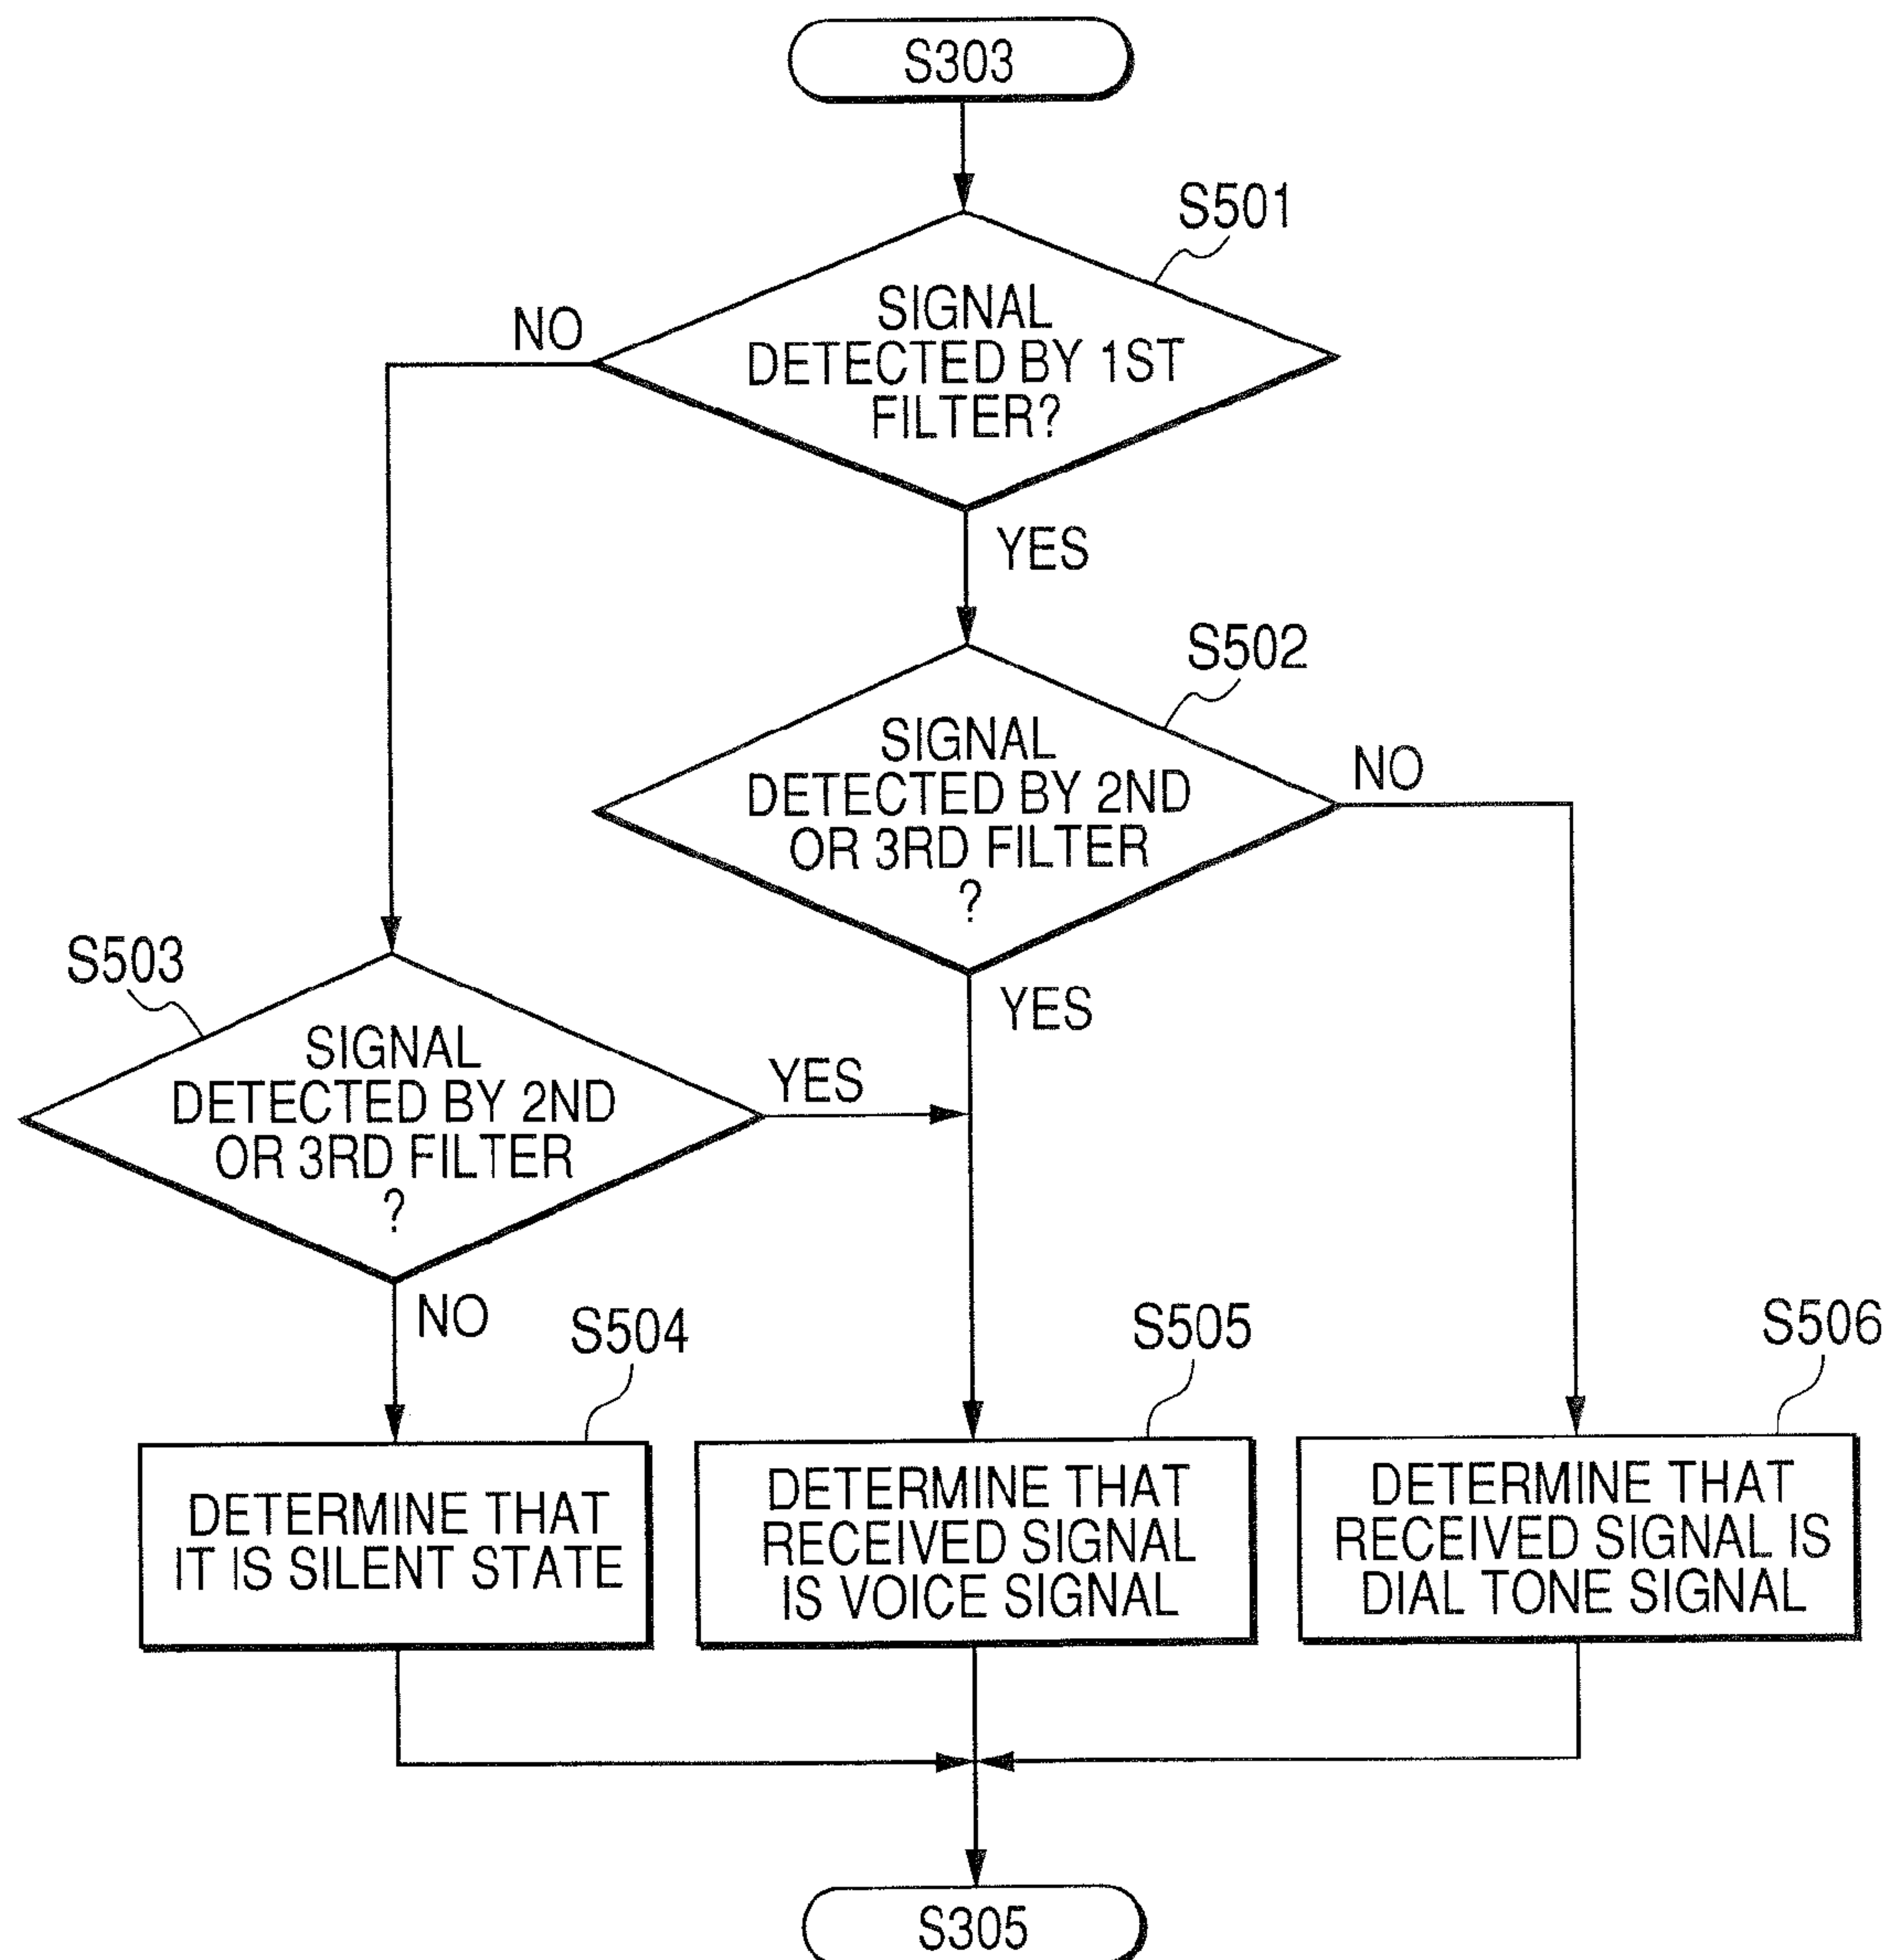 S303
S501
SIGNAL
DETECTED BY 1ST
FILTER?
NO
YES
S502
SIGNAL
DETECTED BY 2ND
OR 3RD FILTER
?
NO
YES
S503
SIGNAL
DETECTED BY 2ND
OR 3RD FILTER
?
YES
NO
S504
DETERMINE THAT
IT IS SILENT STATE
S505
DETERMINE THAT
RECEIVED SIGNAL
IS VOICE SIGNAL
S506
DETERMINE THAT
RECEIVED SIGNAL IS
DIAL TONE SIGNAL
S305